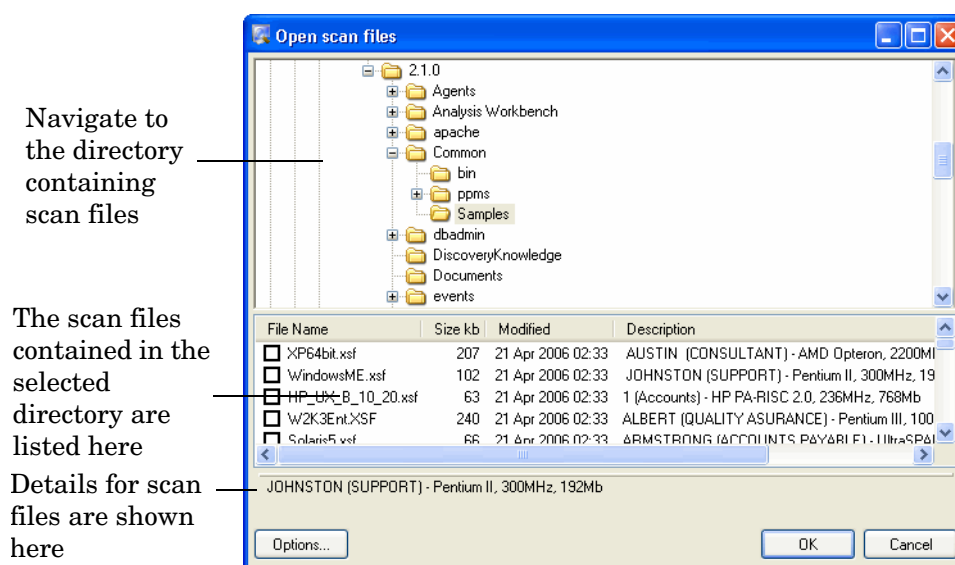 Open scan files
2.1.0
Agents
Analysis Workbench
apache
Common
bin
ppms
Samples
dbadmin
DiscoveryKnowledge
Documents
events
Navigate to
the directory
containing
scan files
File Name Size kb Modified Description
XP64bit.xsf 207 21 Apr 2006 02:33 AUSTIN (CONSULTANT) - AMD Opteron, 2200MI
WindowsME.xsf 102 21 Apr 2006 02:33 JOHNSTON (SUPPORT) - Pentium II, 300MHz, 19
HP_UX_B_10_20.xsf 63 21 Apr 2006 02:33 1 (Accounts) - HP PA-RISC 2.0, 236MHz, 768Mb
W2K3Ent.XSF 240 21 Apr 2006 02:33 ALBERT (QUALITY ASURANCE) - Pentium III, 100
Solaris5.xsf 66 21 Apr 2006 02:33 ARMSTRONG (ACCOUNTS PAYABLE) - UltraSPAI
The scan files
contained in the
selected
directory are
listed here
JOHNSTON (SUPPORT) - Pentium II, 300MHz, 192Mb
Details for scan
files are shown
here
Options... OK Cancel